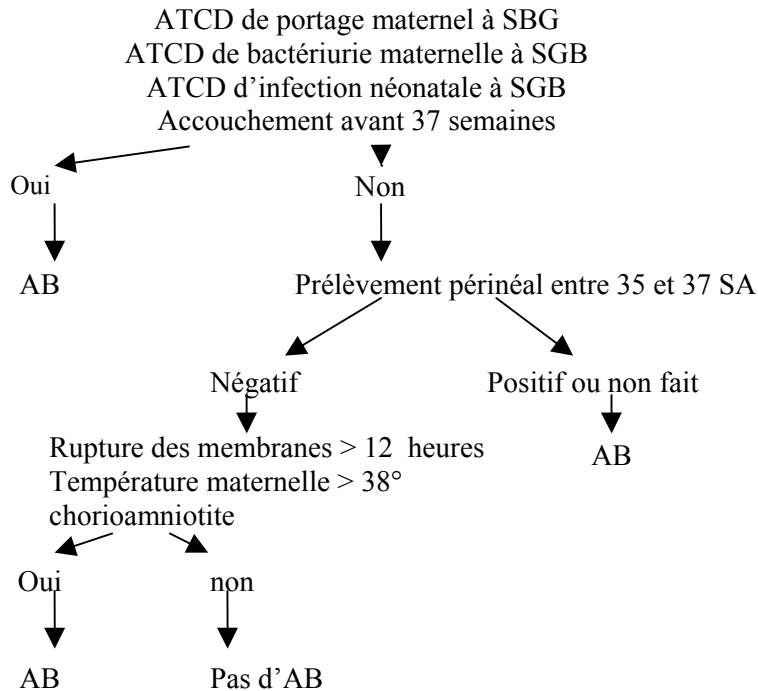 ATCD de portage maternel à SBG
ATCD de bactériurie maternelle à SGB
ATCD d'infection néonatale à SGB
Accouchement avant 37 semaines
Oui
Non
AB
Prélèvement périnéal entre 35 et 37 SA
Négatif
Positif ou non fait
Rupture des membranes > 12 heures
AB
Température maternelle > 38°
chorioamniotite
Oui
non
AB
Pas d'AB